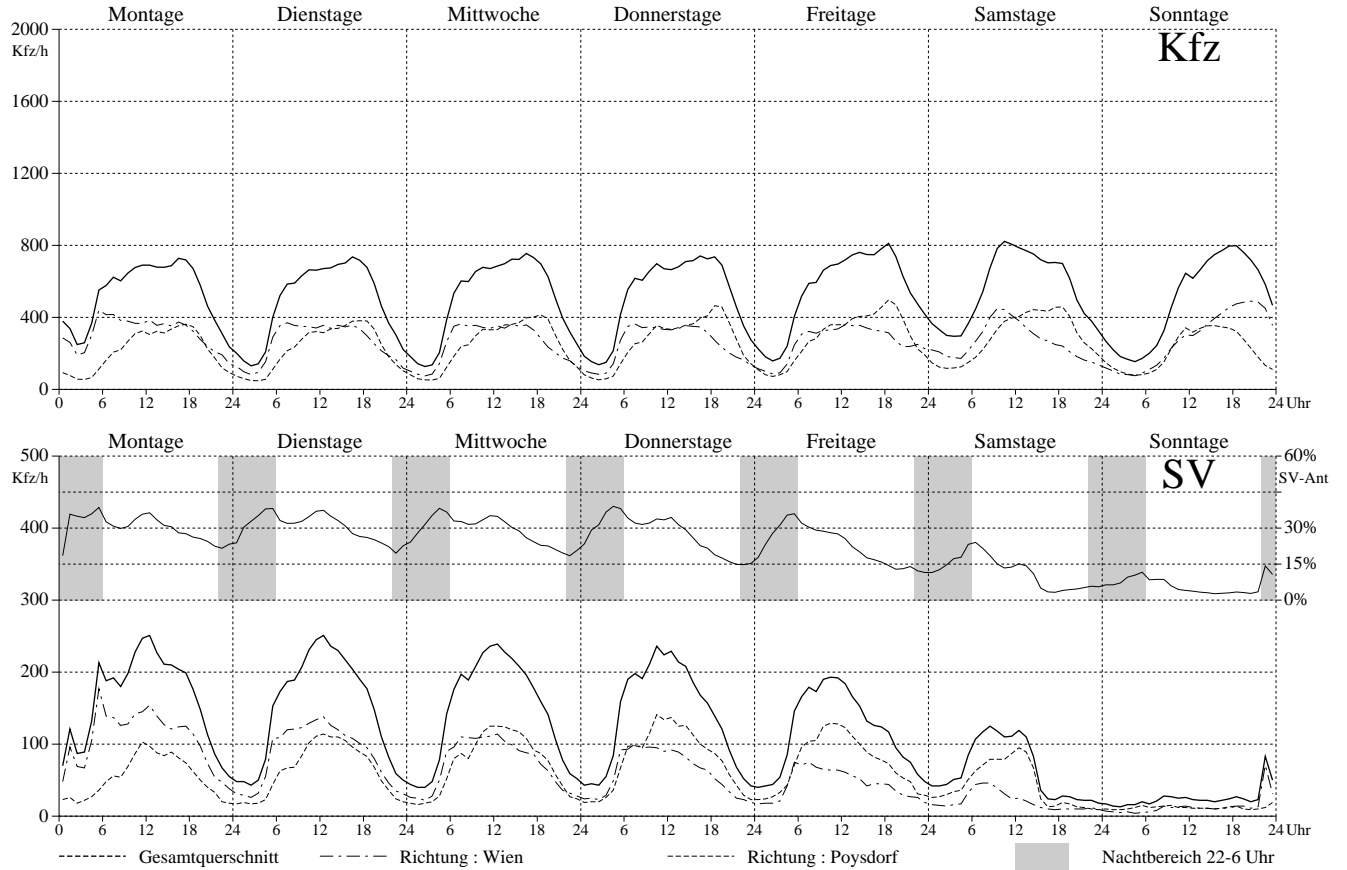 Montage Dienstage Mittwoche Donnerstage Freitage Samstage Sonntage
2000
Kfz/h
Kfz
1600
1200
800
400
0
0 6 12 18 24 6 12 18 24 6 12 18 24 6 12 18 24 6 12 18 24 6 12 18 24 6 12 18 24 Uhr
Montage Dienstage Mittwoche Donnerstage Freitage Samstage Sonntage
500 60%
Kfz/h SV SV-Ant
400 30%
15%
300 0%
200
100
0
0 6 12 18 24 6 12 18 24 6 12 18 24 6 12 18 24 6 12 18 24 6 12 18 24 6 12 18 24 Uhr
Gesamtquerschnitt Richtung : Wien Richtung : Poysdorf Nachtbereich 22-6 Uhr